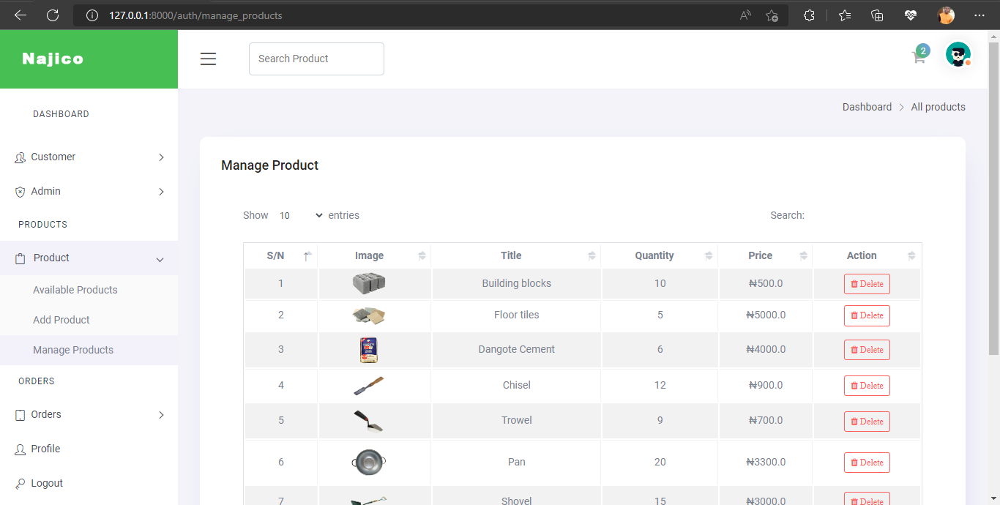 127.0.0.1:8000/auth/manage_products
Najico
Search Product
2
DASHBOARD
Dashboard > All products
Customer
Admin
PRODUCTS
Product
Available Products
Add Product
Manage Products
ORDERS
Orders
Profile
Logout
Manage Product
Show 10 entries Search:
S/N Image Title Quantity Price Action
1 Building blocks 10 ₦500.0 Delete
2 Floor tiles 5 ₦5000.0 Delete
3 DANGOTE Dangote Cement 6 ₦4000.0 Delete
4 Chisel 12 ₦900.0 Delete
5 Trowel 9 ₦700.0 Delete
6 Pan 20 ₦3300.0 Delete
7 Shovel 15 ₦3000.0 Delete